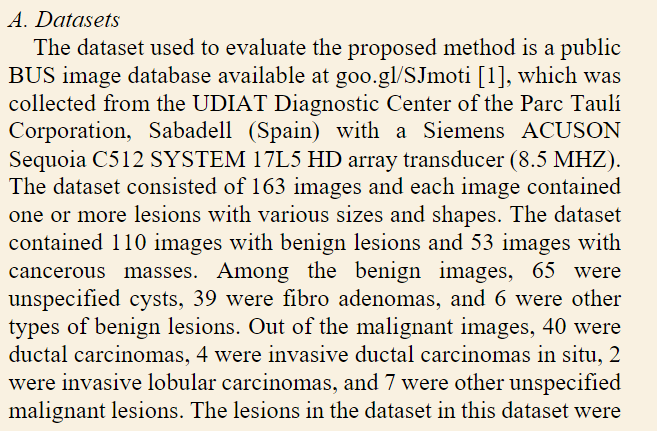 A. Datasets
The dataset used to evaluate the proposed method is a public
BUS image database available at goo.gl/SJmoti [1], which was
collected from the UDIAT Diagnostic Center of the Parc Taulí
Corporation, Sabadell (Spain) with a Siemens ACUSON
Sequoia C512 SYSTEM 17L5 HD array transducer (8.5 MHZ).
The dataset consisted of 163 images and each image contained
one or more lesions with various sizes and shapes. The dataset
contained 110 images with benign lesions and 53 images with
cancerous masses. Among the benign images, 65 were
unspecified cysts, 39 were fibro adenomas, and 6 were other
types of benign lesions. Out of the malignant images, 40 were
ductal carcinomas, 4 were invasive ductal carcinomas in situ, 2
were invasive lobular carcinomas, and 7 were other unspecified
malignant lesions. The lesions in the dataset in this dataset were